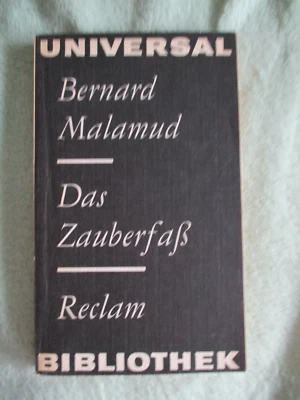 UNIVERSAL
Bernard
Malamud
Das
Zauberfaß
Reclam
BIBLIOTHEK